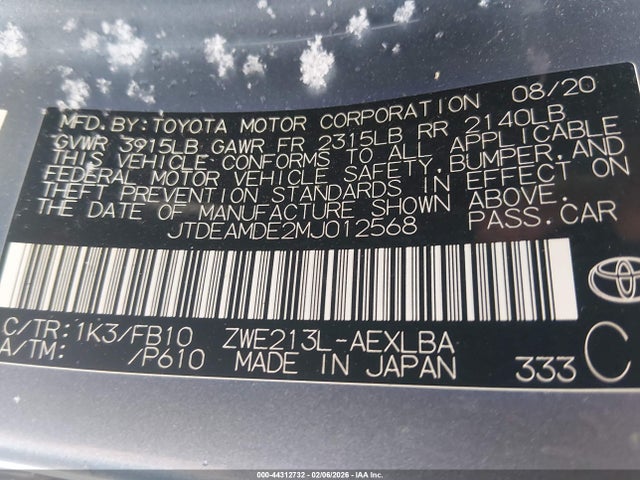 MFD.BY:TOYOTA MOTOR CORPORATION 08/20
GVWR 3915LB GAWR FR 2315LB RR 2140LB
THIS VEHICLE CONFORMS TO ALL APPLICABLE
FEDERAL MOTOR VEHICLE SAFETY,BUMPER,AND
THEFT PREVENTION STANDARDS IN EFFECT ON
THE DATE OF MANUFACTURE SHOWN ABOVE.
JTDEAMDE2MJ012568 PASS.CAR
C/TR:1K3/FB10 ZWE213L-AEXLBA
A/TM: /P610 MADE IN JAPAN 333 C
TOYOTA
000-44312732 - 02/06/2026 - IAA Inc.